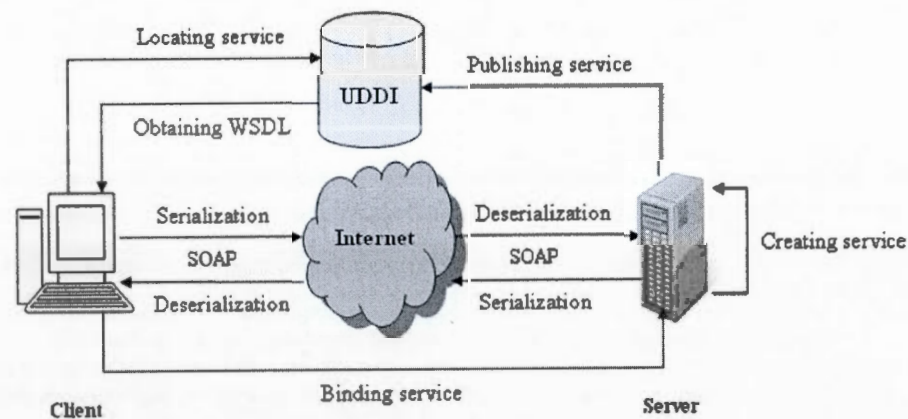 Locating service
Publishing service
UDDI
Obtaining WSDL
Serialization
Deserialization
Internet
Creating service
SOAP
SOAP
Deserialization
Serialization
Binding service
Client
Server